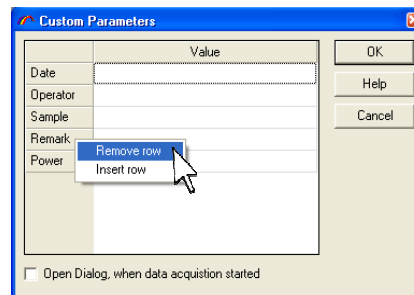 Custom Parameters
Value
OK
Date
Help
Operator
Sample
Cancel
Remark
Remove row
Power
Insert row
Open Dialog, when data acquistion started